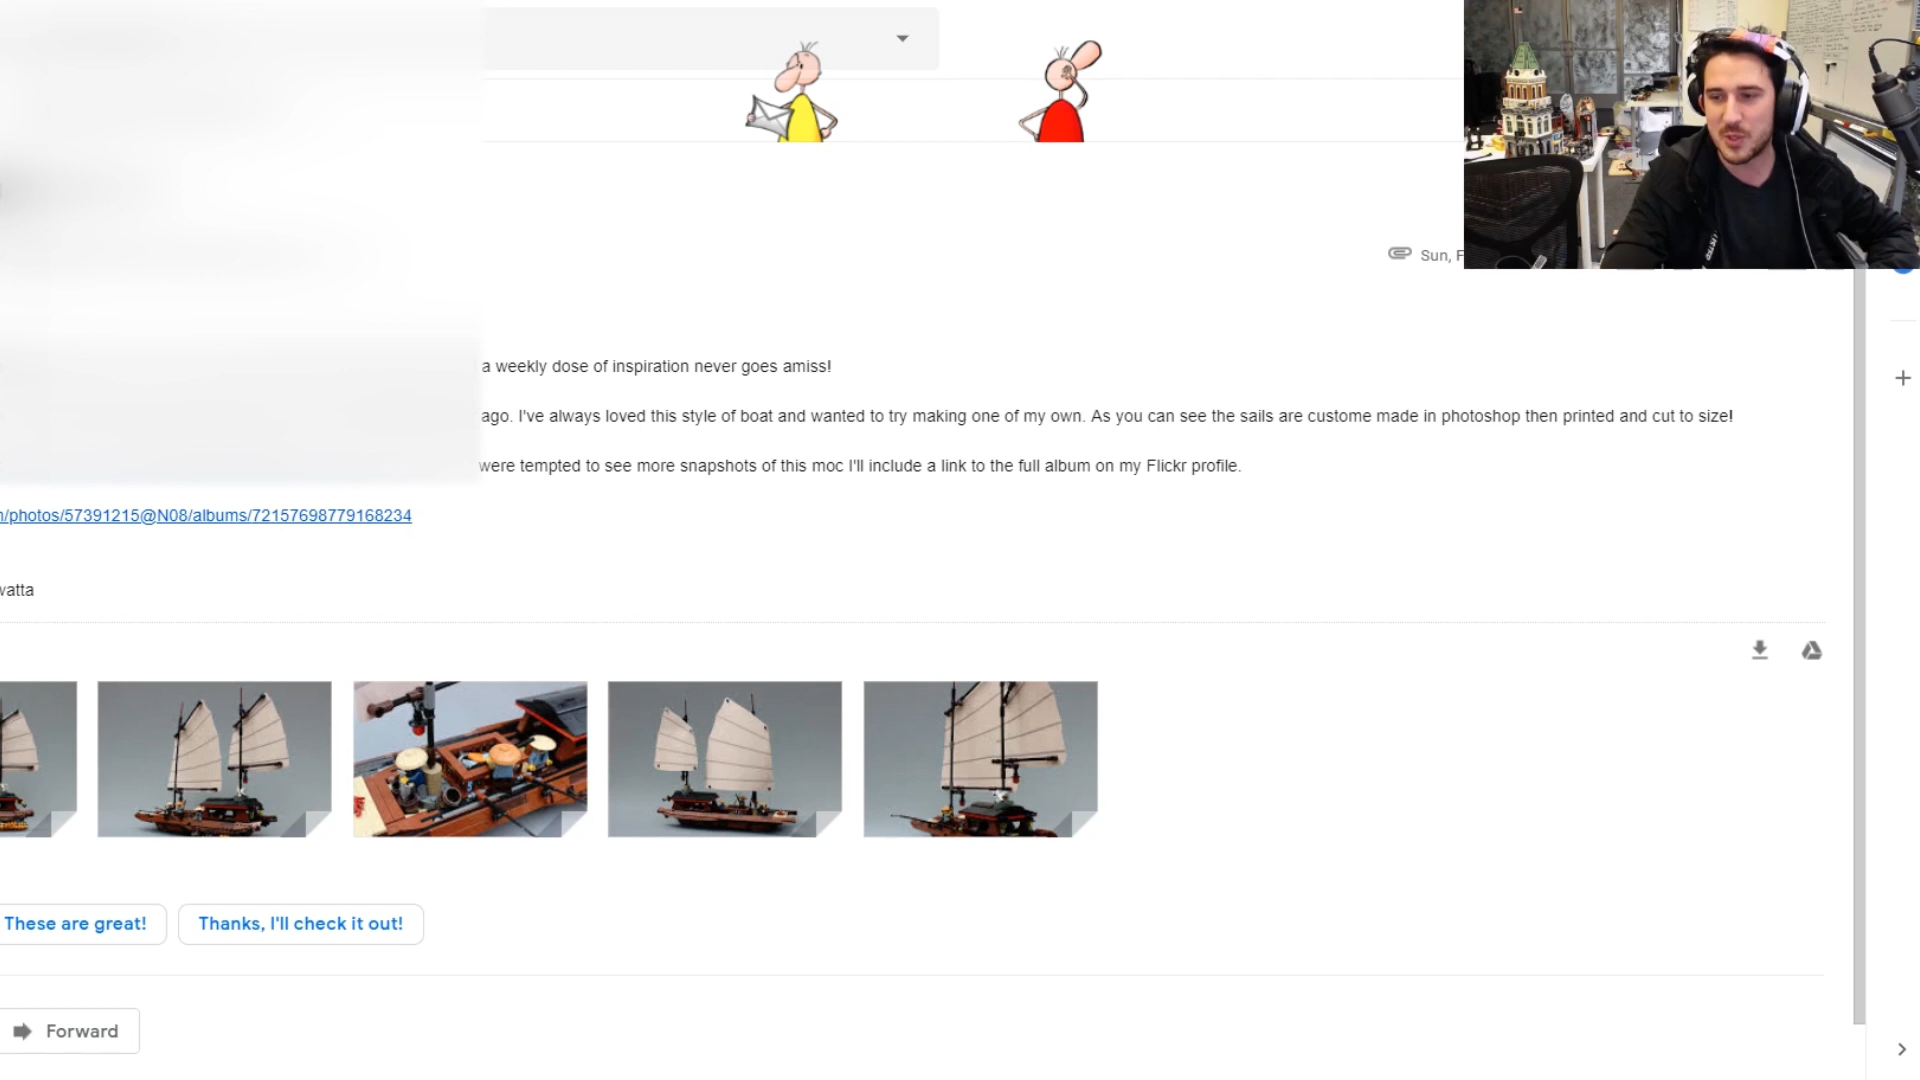 Sun, F
a weekly dose of inspiration never goes amiss!
ago. I've always loved this style of boat and wanted to try making one of my own. As you can see the sails are custome made in photoshop then printed and cut to size!
were tempted to see more snapshots of this moc I'll include a link to the full album on my Flickr profile.
/photos/57391215@N08/albums/72157698779168234
vatta
These are great!
Thanks, I'll check it out!
Forward